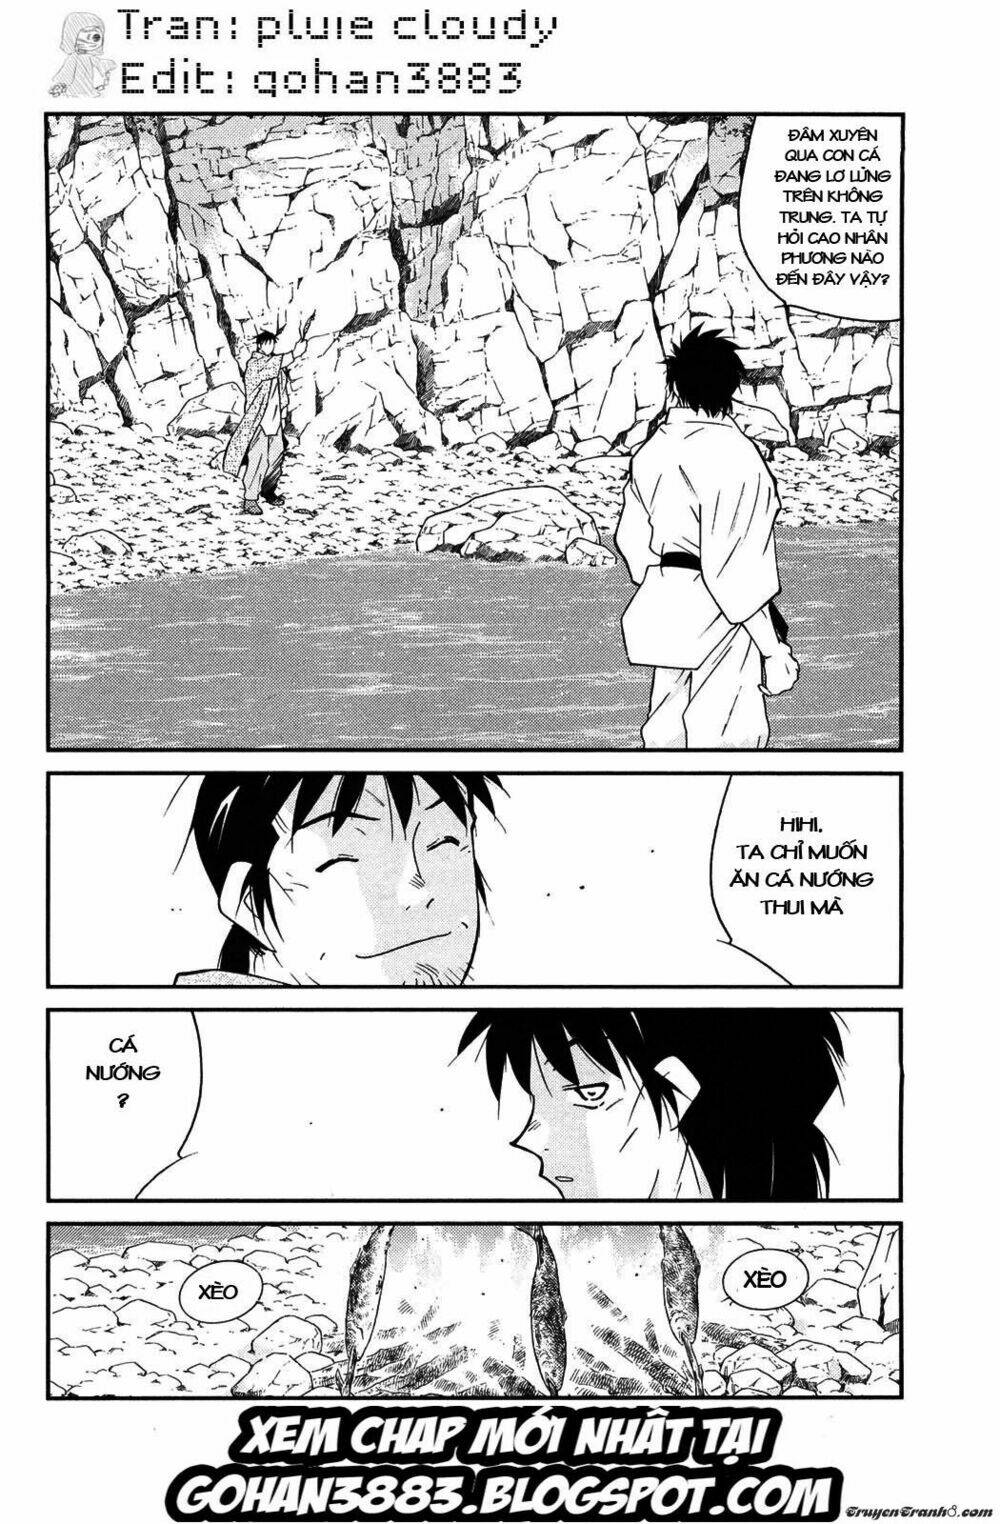 Tran: pluie cloudy
Edit: gohan3883
ĐÂM XUYÊN
QUA CON CÁ
ĐANG LƠ LỬNG
TRÊN KHÔNG
TRUNG. TA TỰ
HỎI CAO NHÂN
PHƯƠNG NÀO
ĐẾN ĐÂY VẬY?
HIHI,
TA CHỈ MUỐN
ĂN CÁ NƯỚNG
THUI MÀ
CÁ
NƯỚNG
?
XÈO
XÈO
XEM CHAP MỚI NHẤT TẠI
GOHAN3883.BLOGSPOT.COM
TruyenTranh8.com